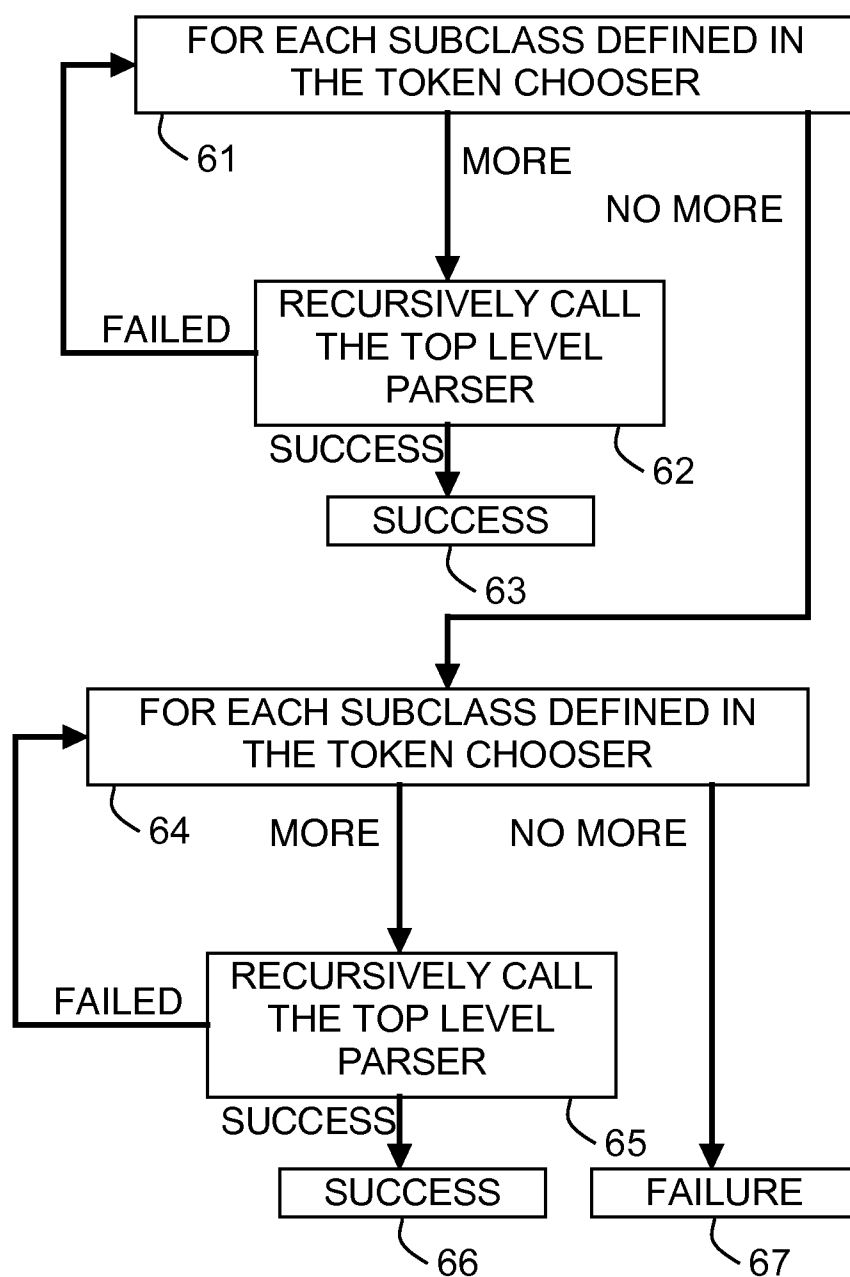 FOR EACH SUBCLASS DEFINED IN
THE TOKEN CHOOSER
61
MORE
NO MORE
RECURSIVELY CALL
THE TOP LEVEL
PARSER
FAILED
SUCCESS
62
SUCCESS
63
FOR EACH SUBCLASS DEFINED IN
THE TOKEN CHOOSER
64
MORE
NO MORE
RECURSIVELY CALL
THE TOP LEVEL
PARSER
FAILED
SUCCESS
65
SUCCESS
FAILURE
66
67